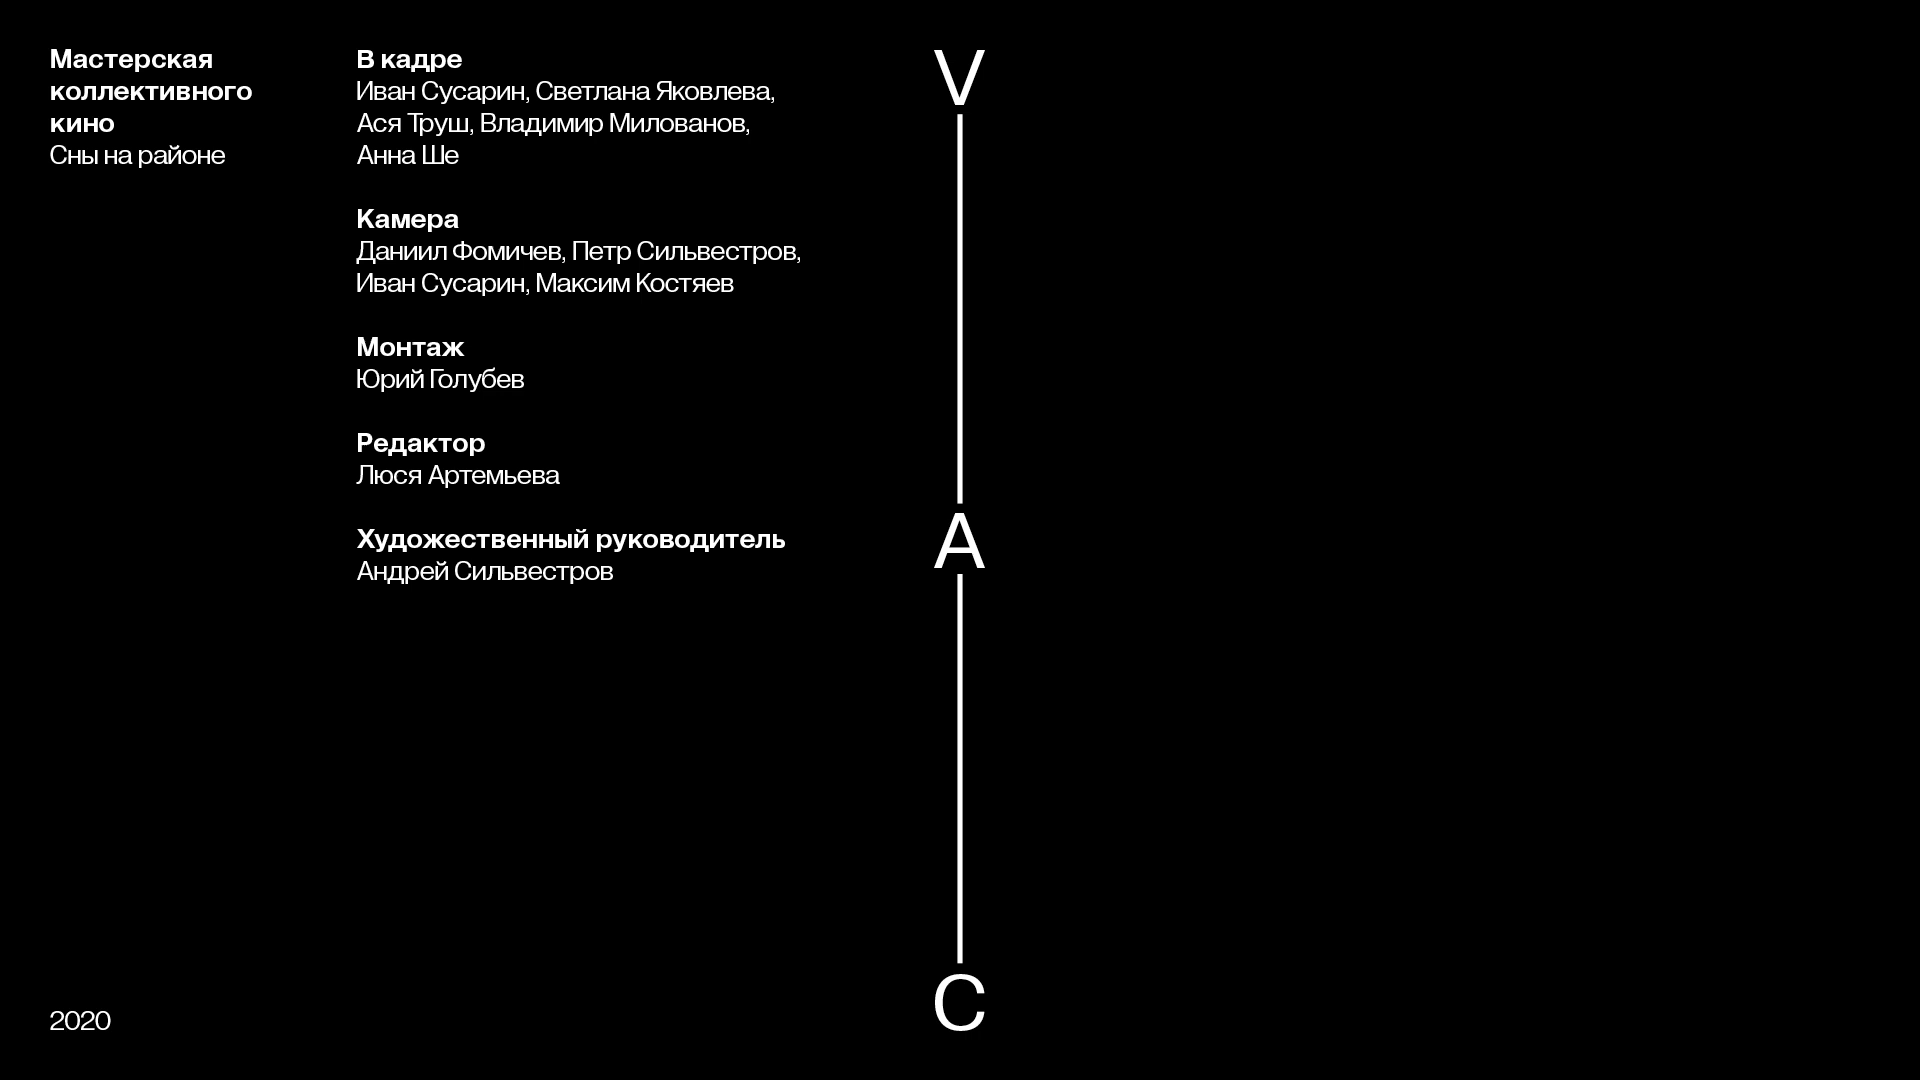 Мастерская
коллективного
кино
Сны на районе
В кадре
Иван Сусарин, Светлана Яковлева,
Ася Труш, Владимир Милованов,
Анна Ше
Камера
Даниил Фомичев, Петр Сильвестров,
Иван Сусарин, Максим Костяев
Монтаж
Юрий Голубев
Редактор
Люся Артемьева
Художественный руководитель
Андрей Сильвестров
2020
V
A
C